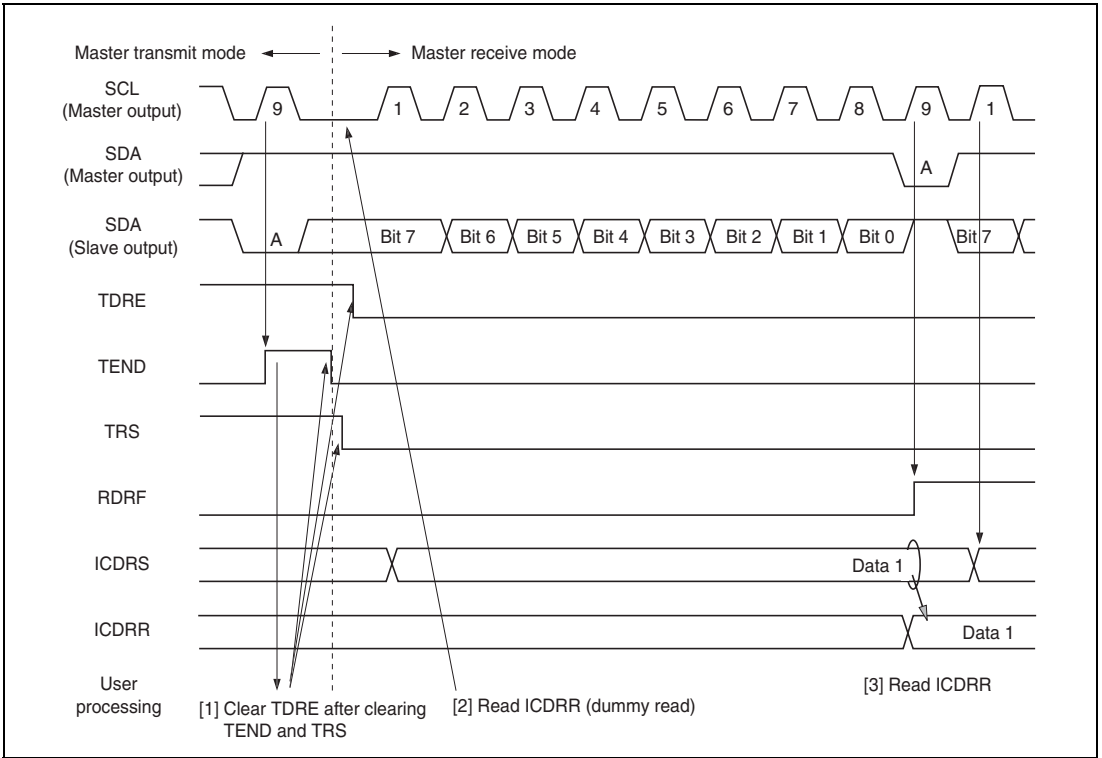 Master transmit mode
Master receive mode
SCL
(Master output)
9 1 2 3 4 5 6 7 8 9 1
SDA
(Master output)
A
SDA
(Slave output)
A Bit 7 Bit 6 Bit 5 Bit 4 Bit 3 Bit 2 Bit 1 Bit 0 Bit 7
TDRE
TEND
TRS
RDRF
ICDRS
Data 1
ICDRR
Data 1
User
processing
[1] Clear TDRE after clearing
TEND and TRS
[2] Read ICDRR (dummy read)
[3] Read ICDRR